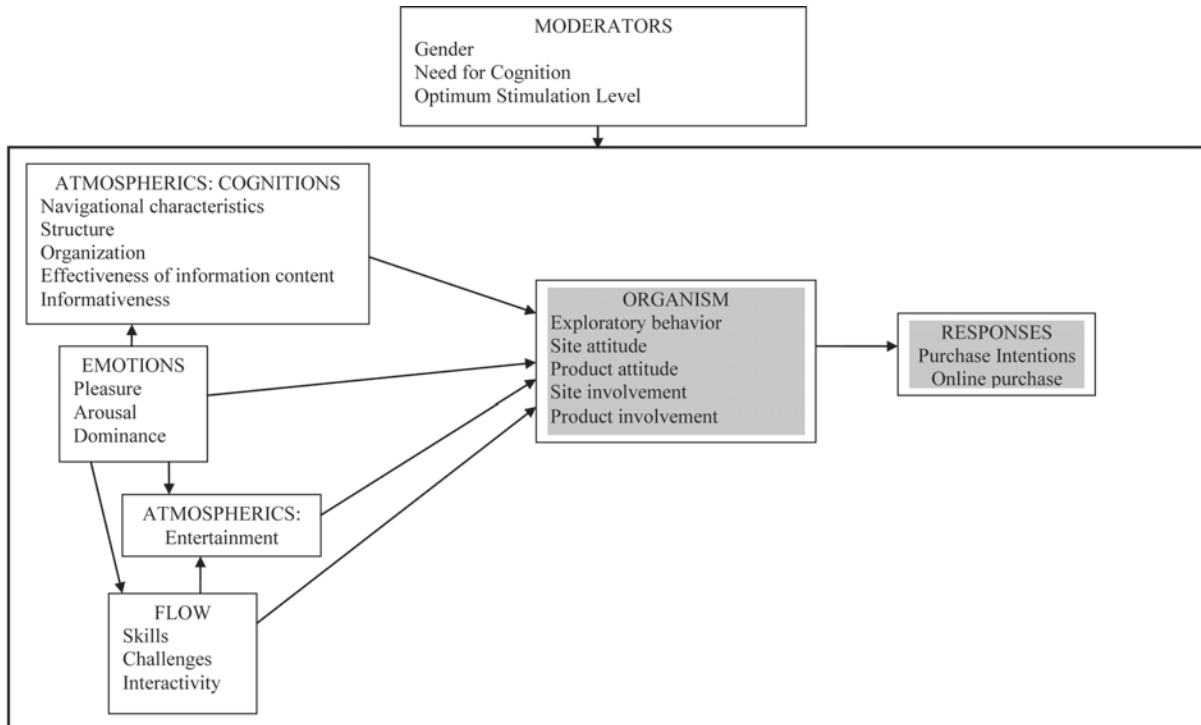 MODERATORS
Gender
Need for Cognition
Optimum Stimulation Level
ATMOSPHERICS: COGNITIONS
Navigational characteristics
Structure
Organization
Effectiveness of information content
Informativeness
EMOTIONS
Pleasure
Arousal
Dominance
ATMOSPHERICS:
Entertainment
FLOW
Skills
Challenges
Interactivity
ORGANISM
Exploratory behavior
Site attitude
Product attitude
Site involvement
Product involvement
RESPONSES
Purchase Intentions
Online purchase